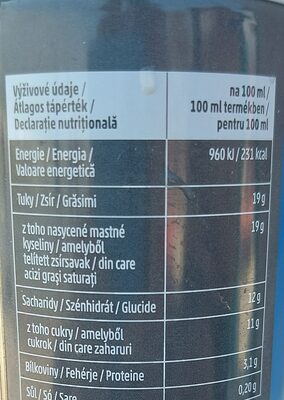 Výživové údaje / na 100 ml /
Átlagos tápérték / 100 ml termékben /
Declarație nutrițională pentru 100 ml
Energie / Energia / 960 kJ / 231 kcal
Valoare energetică
Tuky / Zsír / Grăsimi 19 g
z toho nasycené mastné 19 g
kyseliny / amelyből
telített zsírsavak / din care
acizi grași saturați
Sacharidy / Szénhidrát / Glucide 12 g
z toho cukry / amelyből 11 g
cukrok / din care zaharuri
Bílkoviny / Fehérje / Proteine 3,1 g
Sůl / Só / Sare 0,20 g